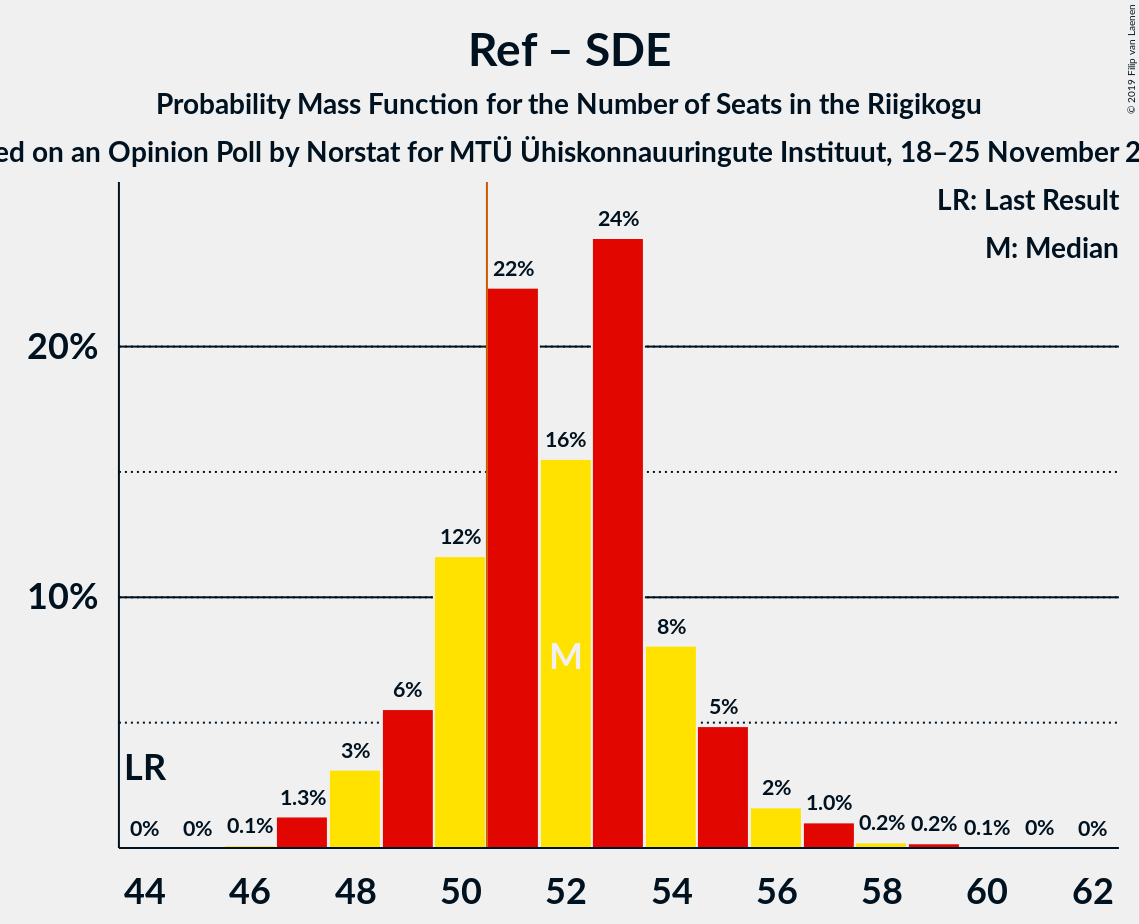 Ref – SDE
Probability Mass Function for the Number of Seats in the Riigikogu
on an Opinion Poll by Norstat for MTÜ Ühiskonnauuringute Instituut, 18–25 November
© 2019 Filip van Laenen
LR: Last Result
M: Median
24%
22%
20%
16%
12%
10%
8%
M
6%
5%
3%
LR
2%
1.3%
1.0%
0% 0% 0.1% 0.2% 0.2% 0.1% 0% 0%
44 46 48 50 52 54 56 58 60 62